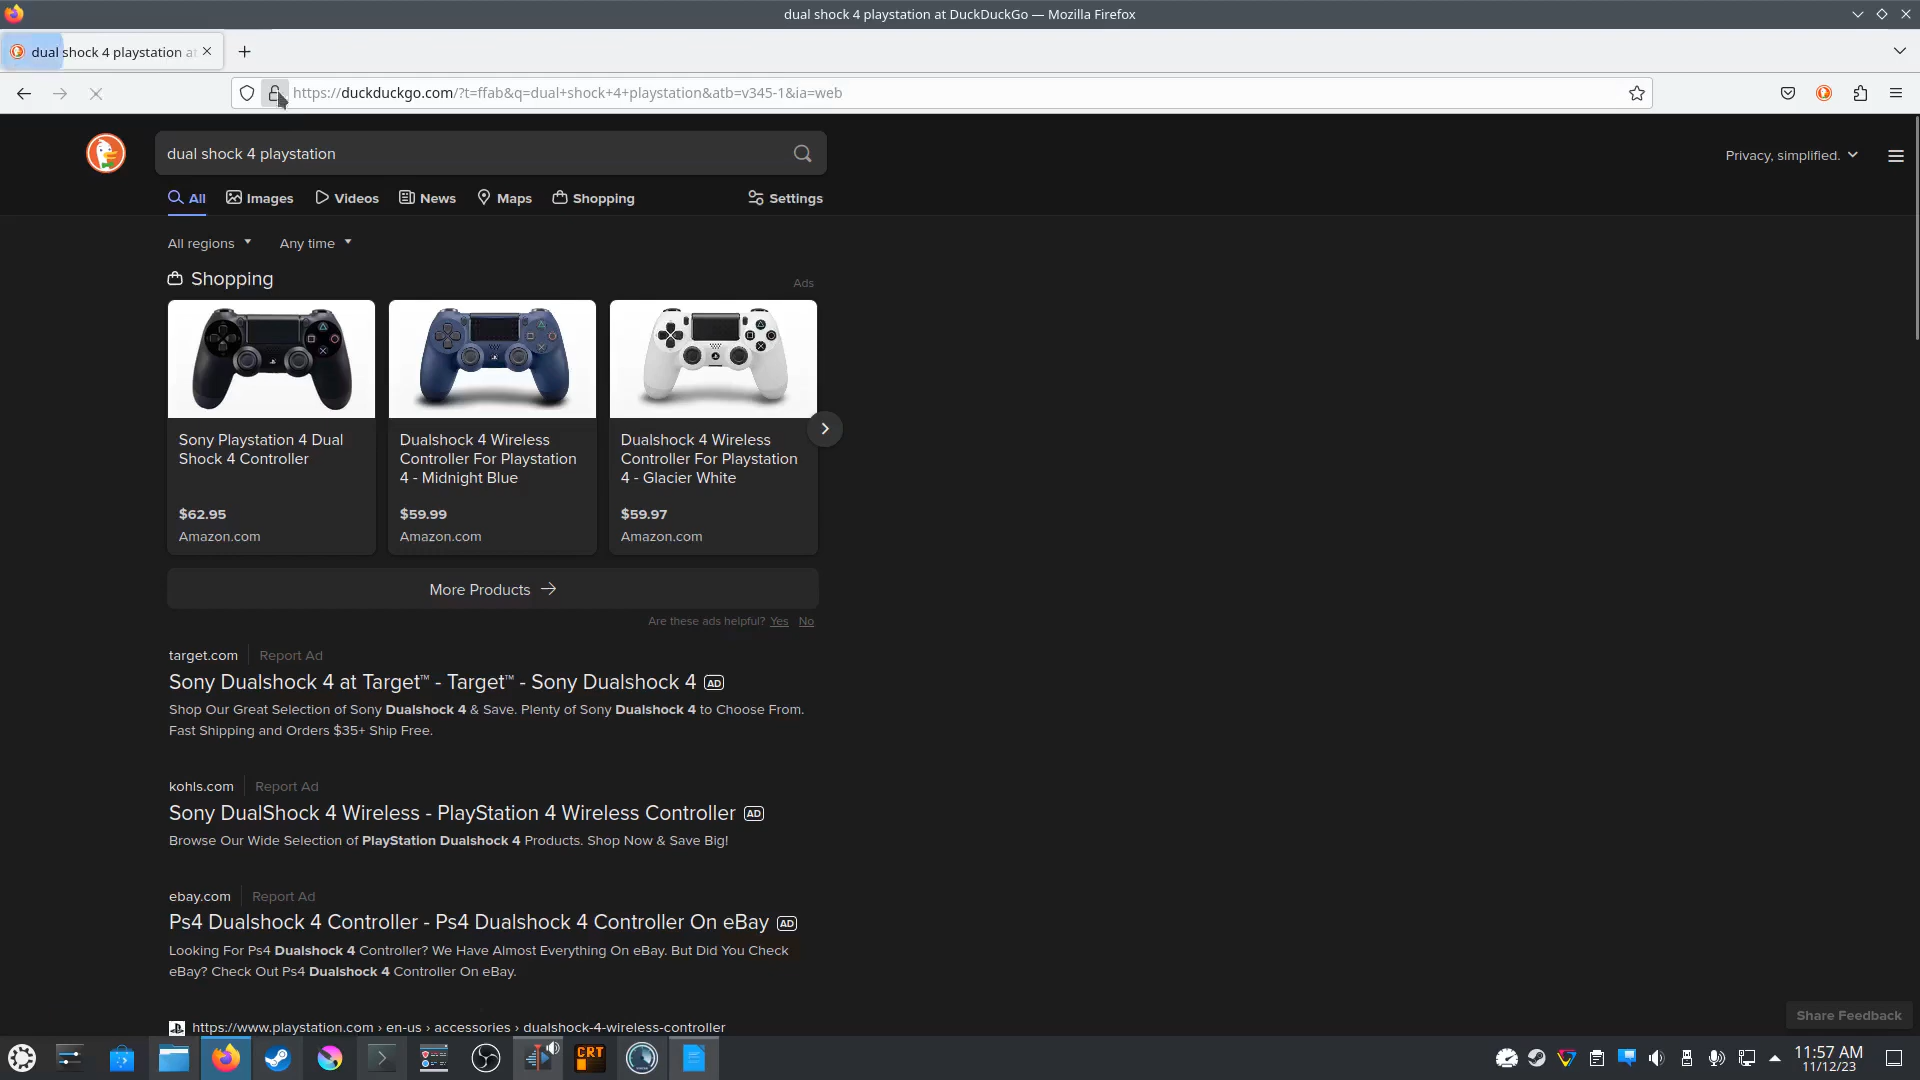 dual shock 4 playstation at DuckDuckGo — Mozilla Firefox
dual shock 4 playstation a
https://duckduckgo.com/?t=ffab&q=dual+shock+4+playstation&atb=v345-1&ia=web
dual shock 4 playstation
Privacy, simplified.
All
Images
Videos
News
Maps
Shopping
Settings
All regions
Any time
Shopping
Ads
Sony Playstation 4 Dual
Shock 4 Controller
$62.95
Amazon.com
Dualshock 4 Wireless
Controller For Playstation
4 - Midnight Blue
$59.99
Amazon.com
Dualshock 4 Wireless
Controller For Playstation
4 - Glacier White
$59.97
Amazon.com
More Products
Are these ads helpful? Yes No
target.com
Report Ad
Sony Dualshock 4 at Target™ - Target™ - Sony Dualshock 4 AD
Shop Our Great Selection of Sony Dualshock 4 & Save. Plenty of Sony Dualshock 4 to Choose From.
Fast Shipping and Orders $35+ Ship Free.
kohls.com
Report Ad
Sony DualShock 4 Wireless - PlayStation 4 Wireless Controller AD
Browse Our Wide Selection of PlayStation Dualshock 4 Products. Shop Now & Save Big!
ebay.com
Report Ad
Ps4 Dualshock 4 Controller - Ps4 Dualshock 4 Controller On eBay AD
Looking For Ps4 Dualshock 4 Controller? We Have Almost Everything On eBay. But Did You Check
eBay? Check Out Ps4 Dualshock 4 Controller On eBay.
https://www.playstation.com › en-us › accessories › dualshock-4-wireless-controller
Share Feedback
CRT
11:57 AM
11/12/23